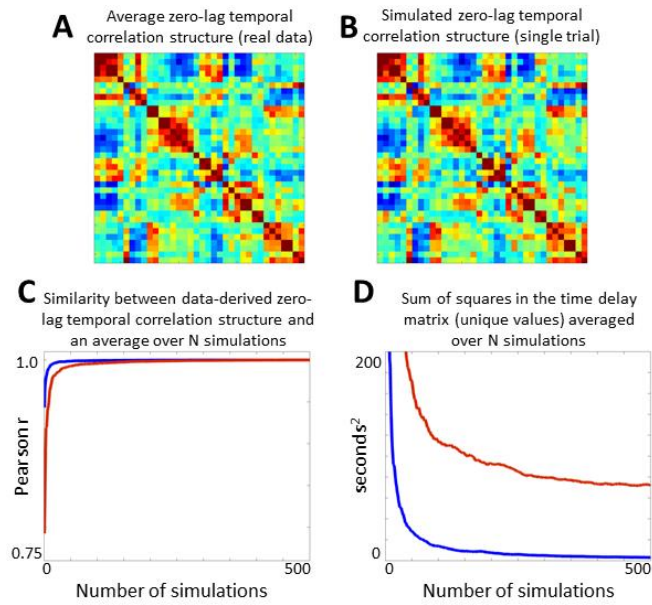 A
Average zero-lag temporal
correlation structure (real data)
B
Simulated zero-lag temporal
correlation structure (single trial)
C
Similarity between data-derived zero-
lag temporal correlation structure and
an average over N simulations
1.0
Pearson r
0.75
0
500
Number of simulations
D
Sum of squares in the time delay
matrix (unique values) averaged
over N simulations
200
seconds²
0
0
500
Number of simulations